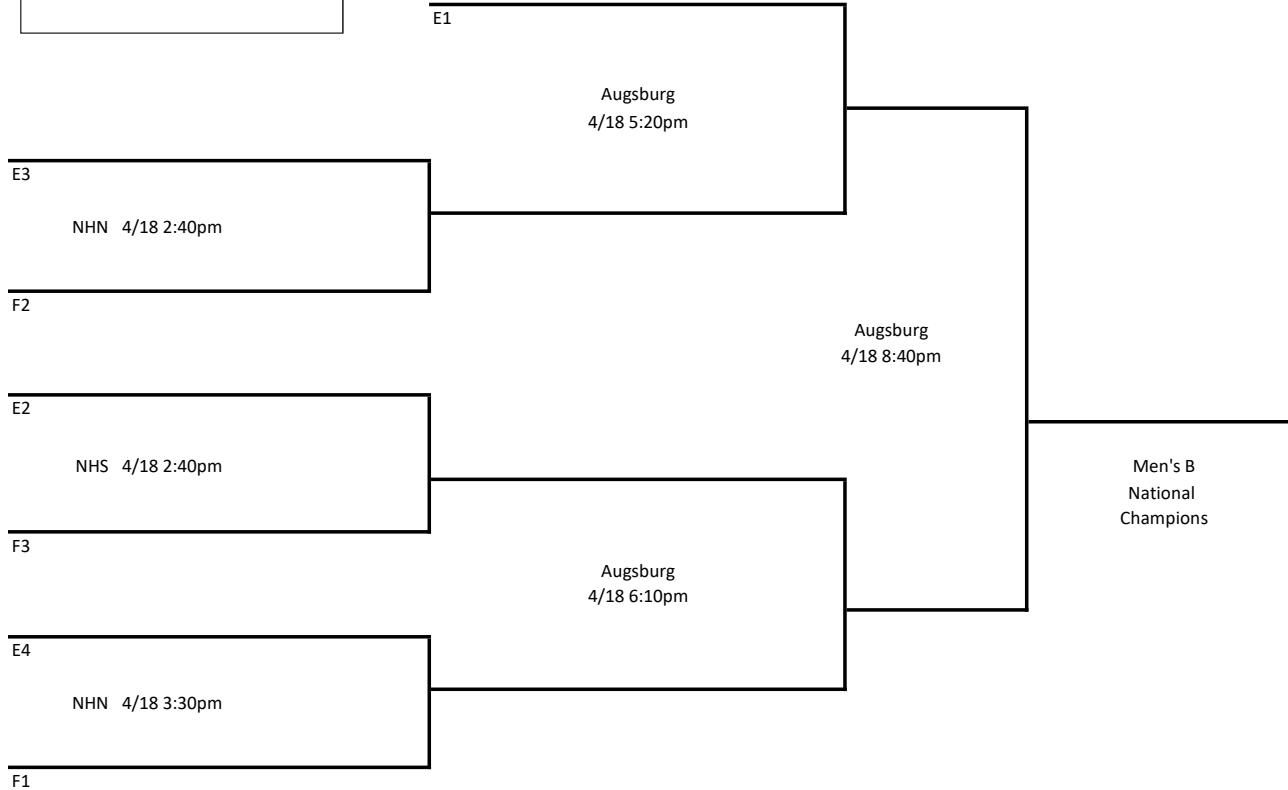 E1
Augsburg
4/18 5:20pm
E3
NHN 4/18 2:40pm
F2
Augsburg
4/18 8:40pm
E2
NHS 4/18 2:40pm
Men's B
National
Champions
F3
Augsburg
4/18 6:10pm
E4
NHN 4/18 3:30pm
F1